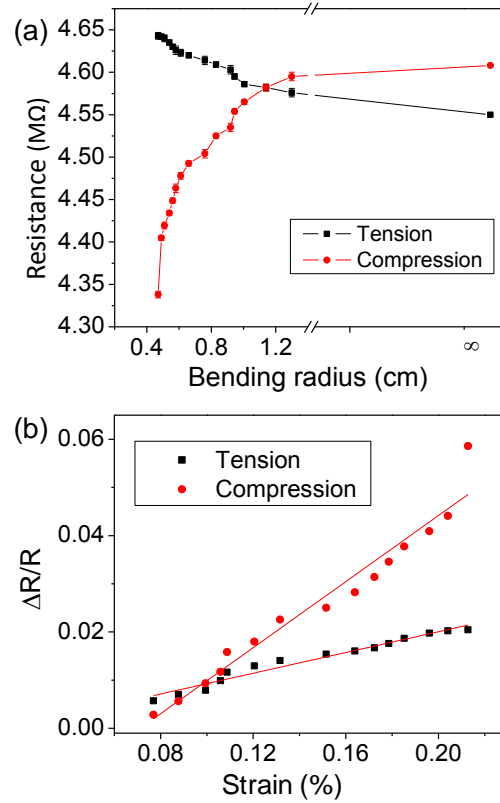 (a)
4.65
4.60
4.55
4.50
4.45
4.40
4.35
4.30
Resistance (MΩ)
Tension
Compression
0.4 0.8 1.2 ∞
Bending radius (cm)
(b)
0.06
0.04
0.02
0.00
ΔR/R
Tension
Compression
0.08 0.12 0.16 0.20
Strain (%)